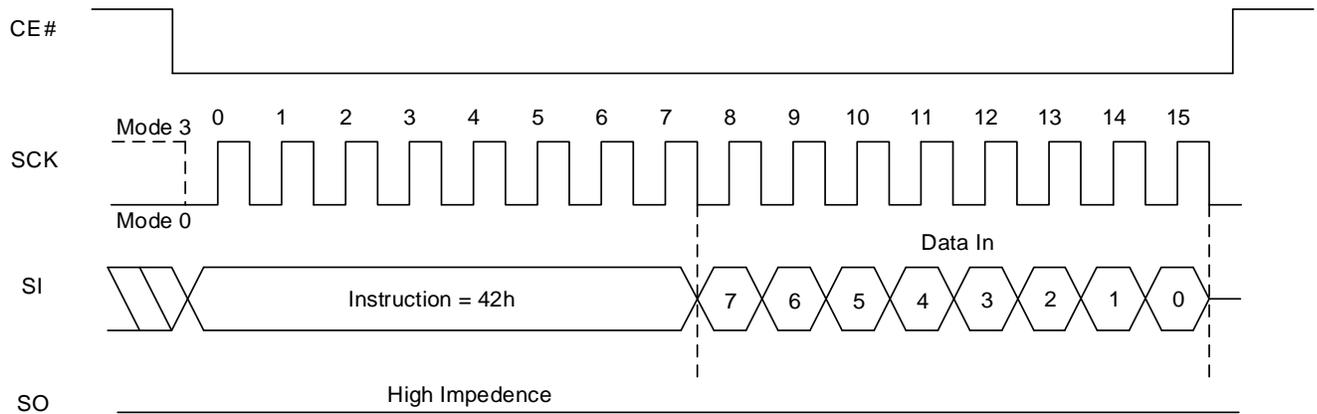 CE#
Mode 3 0 1 2 3 4 5 6 7 8 9 10 11 12 13 14 15
SCK
Mode 0
Data In
SI Instruction = 42h 7 6 5 4 3 2 1 0
High Impedence
SO